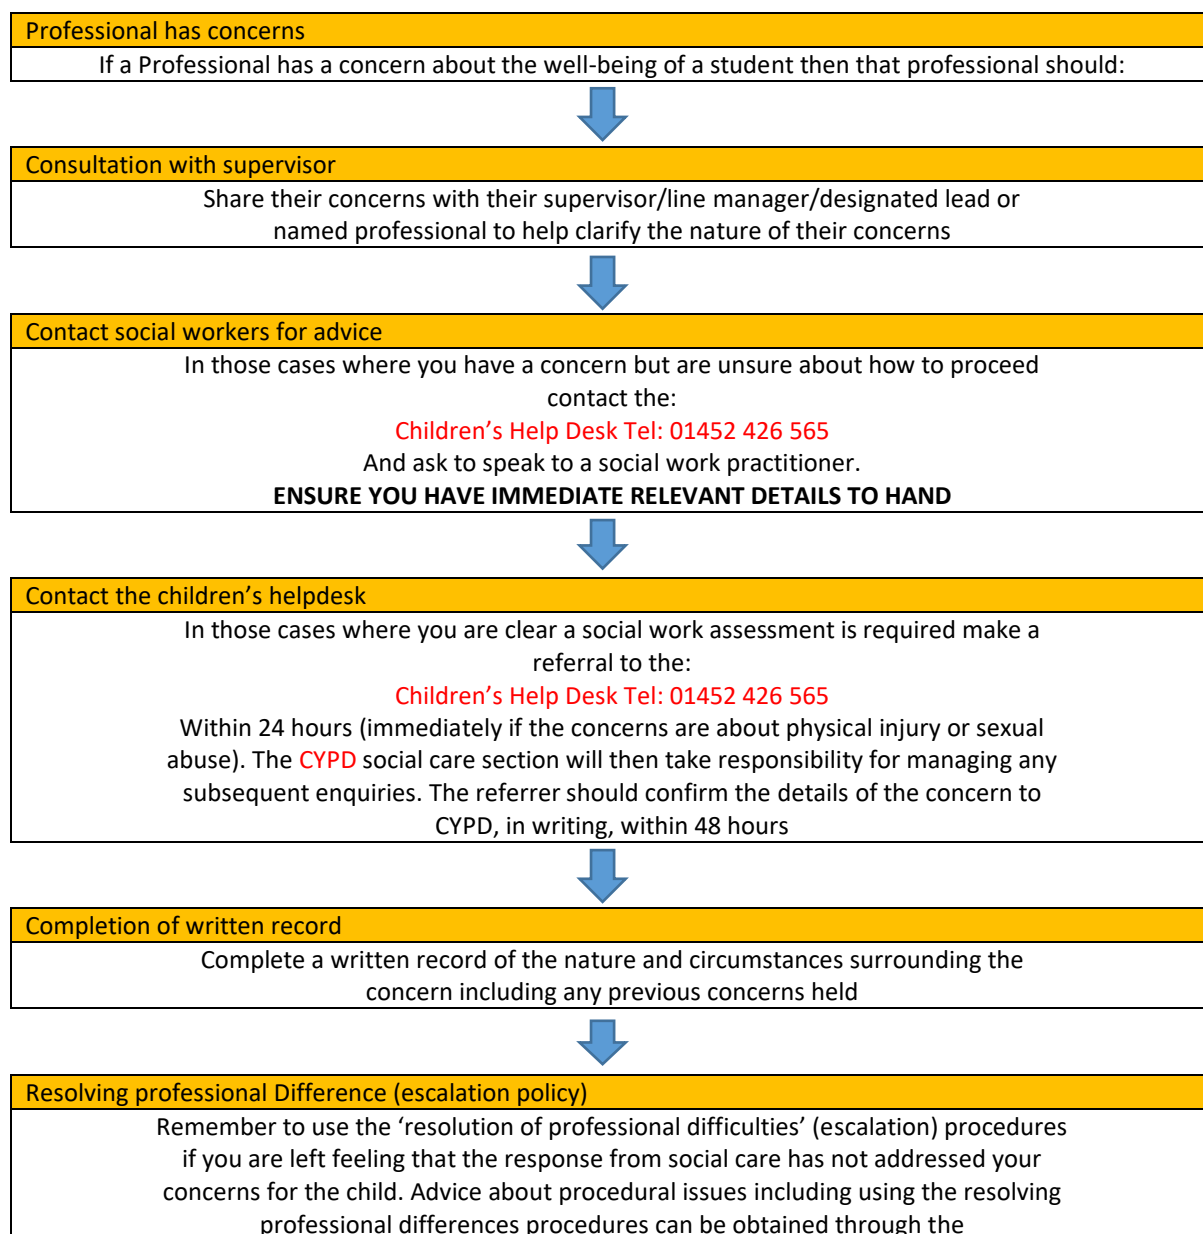 Professional has concerns
If a Professional has a concern about the well-being of a student then that professional should:
Consultation with supervisor
Share their concerns with their supervisor/line manager/designated lead or
named professional to help clarify the nature of their concerns
Contact social workers for advice
In those cases where you have a concern but are unsure about how to proceed
contact the:
Children’s Help Desk Tel: 01452 426 565
And ask to speak to a social work practitioner.
ENSURE YOU HAVE IMMEDIATE RELEVANT DETAILS TO HAND
Contact the children’s helpdesk
In those cases where you are clear a social work assessment is required make a
referral to the:
Children’s Help Desk Tel: 01452 426 565
Within 24 hours (immediately if the concerns are about physical injury or sexual
abuse). The CYPD social care section will then take responsibility for managing any
subsequent enquiries. The referrer should confirm the details of the concern to
CYPD, in writing, within 48 hours
Completion of written record
Complete a written record of the nature and circumstances surrounding the
concern including any previous concerns held
Resolving professional Difference (escalation policy)
Remember to use the ‘resolution of professional difficulties’ (escalation) procedures
if you are left feeling that the response from social care has not addressed your
concerns for the child. Advice about procedural issues including using the resolving
professional differences procedures can be obtained through the